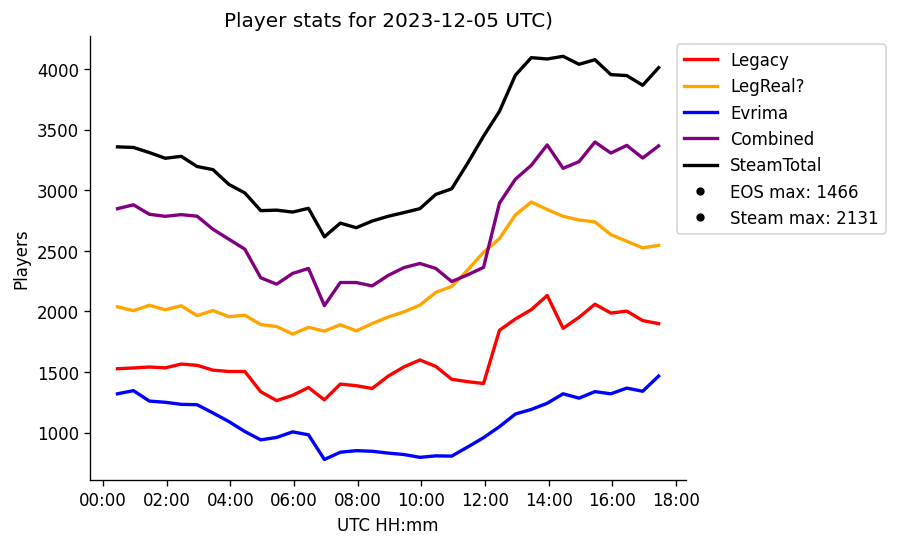 Player stats for 2023-12-05 UTC)
Players
4000
3500
3000
2500
2000
1500
1000
00:00 02:00 04:00 06:00 08:00 10:00 12:00 14:00 16:00 18:00
UTC HH:mm
Legacy
LegReal?
Evrima
Combined
SteamTotal
EOS max: 1466
Steam max: 2131